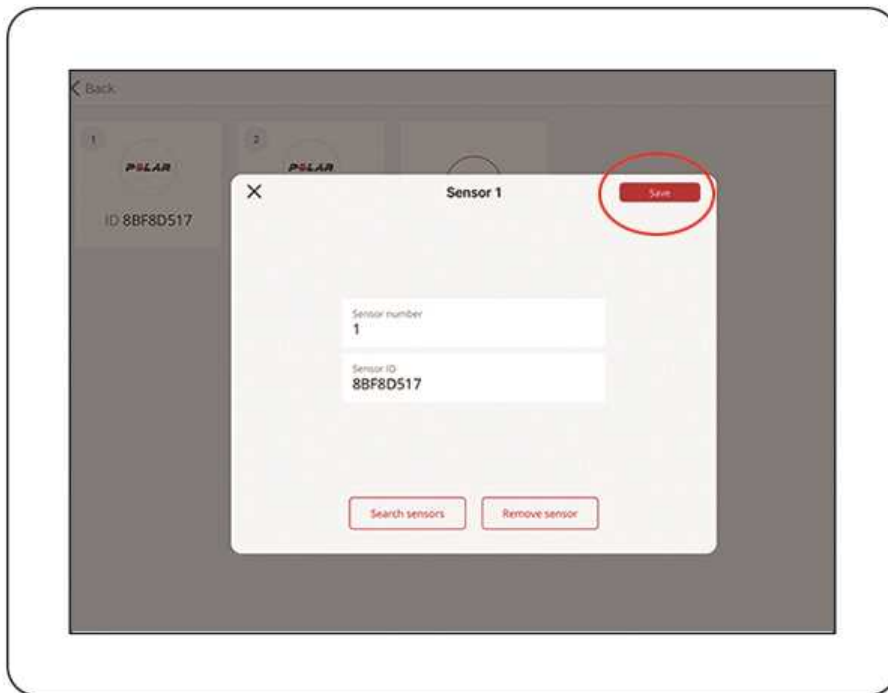 Back
1
2
POLAR
POLAR
ID 8BF8D517
Sensor 1
Save
Sensor number
1
Sensor ID
8BF8D517
Search sensors
Remove sensor